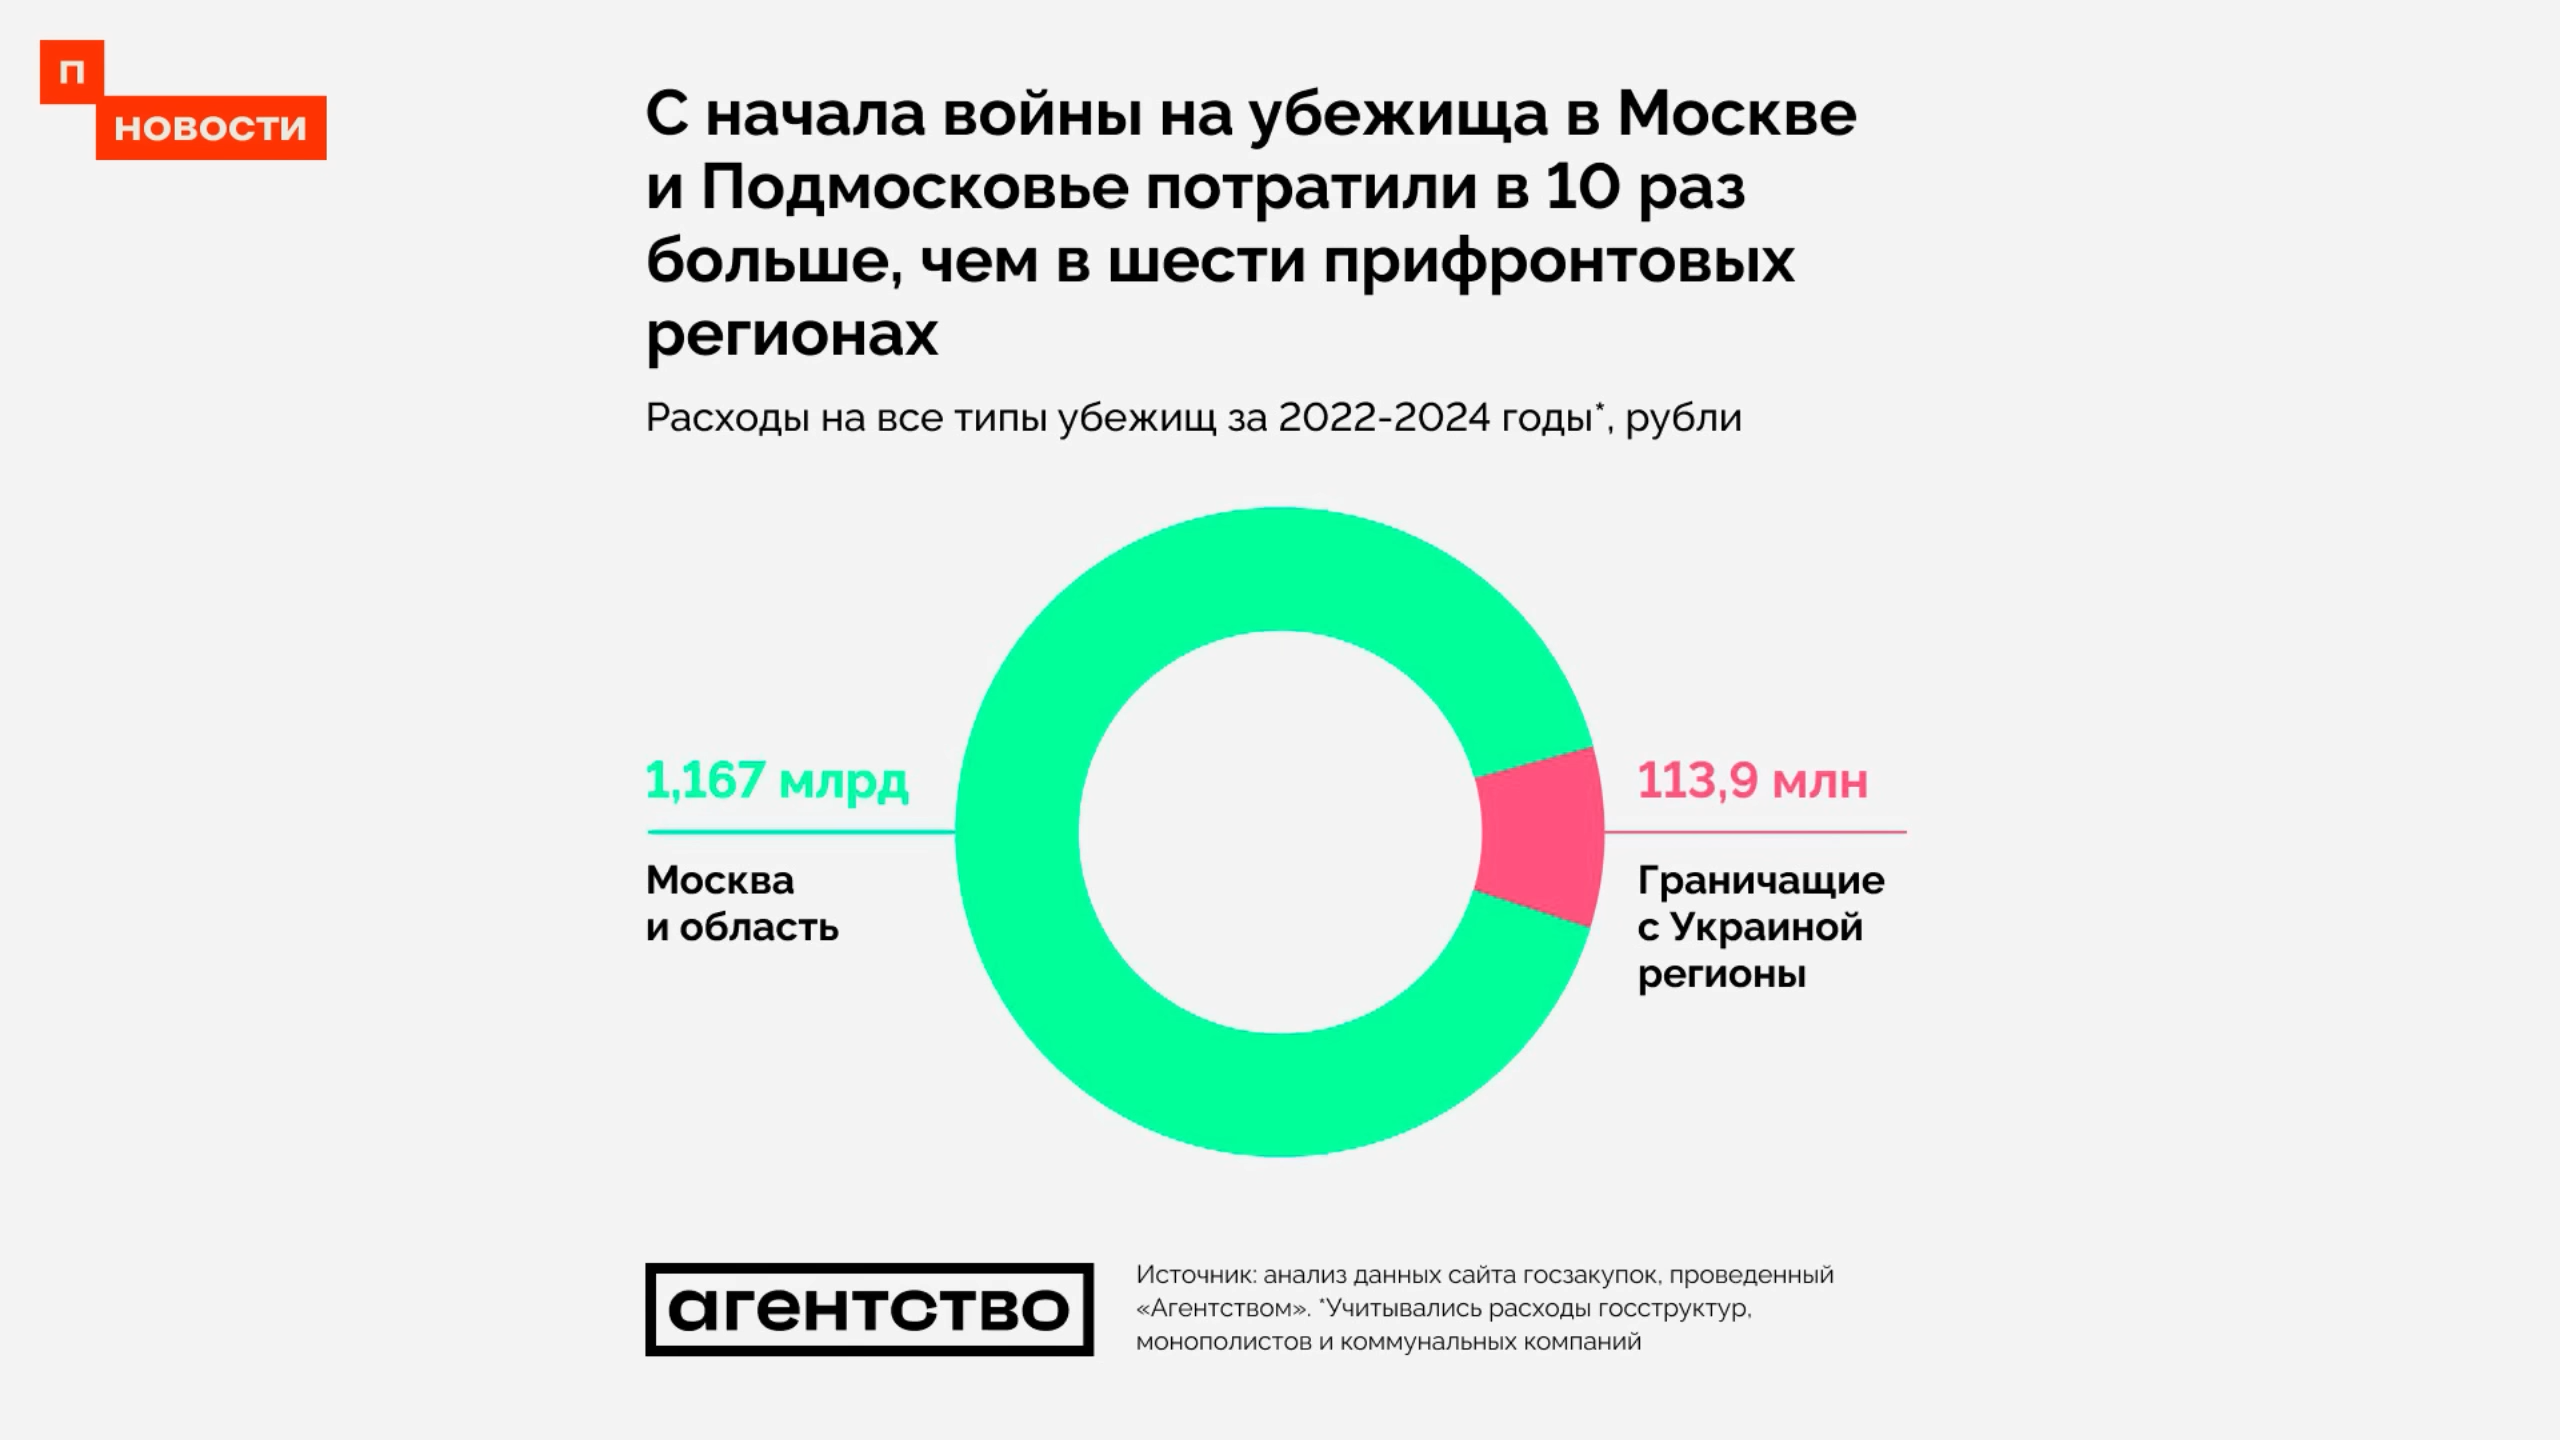 П
НОВОСТИ
С начала войны на убежища в Москве
и Подмосковье потратили в 10 раз
больше, чем в шести прифронтовых
регионах
Расходы на все типы убежищ за 2022-2024 годы*, рубли
1,167 млрд
Москва
и область
113,9 млн
Граничащие
с Украиной
регионы
агентство
Источник: анализ данных сайта госзакупок, проведенный
«Агентством». *Учитывались расходы госструктур,
монополистов и коммунальных компаний